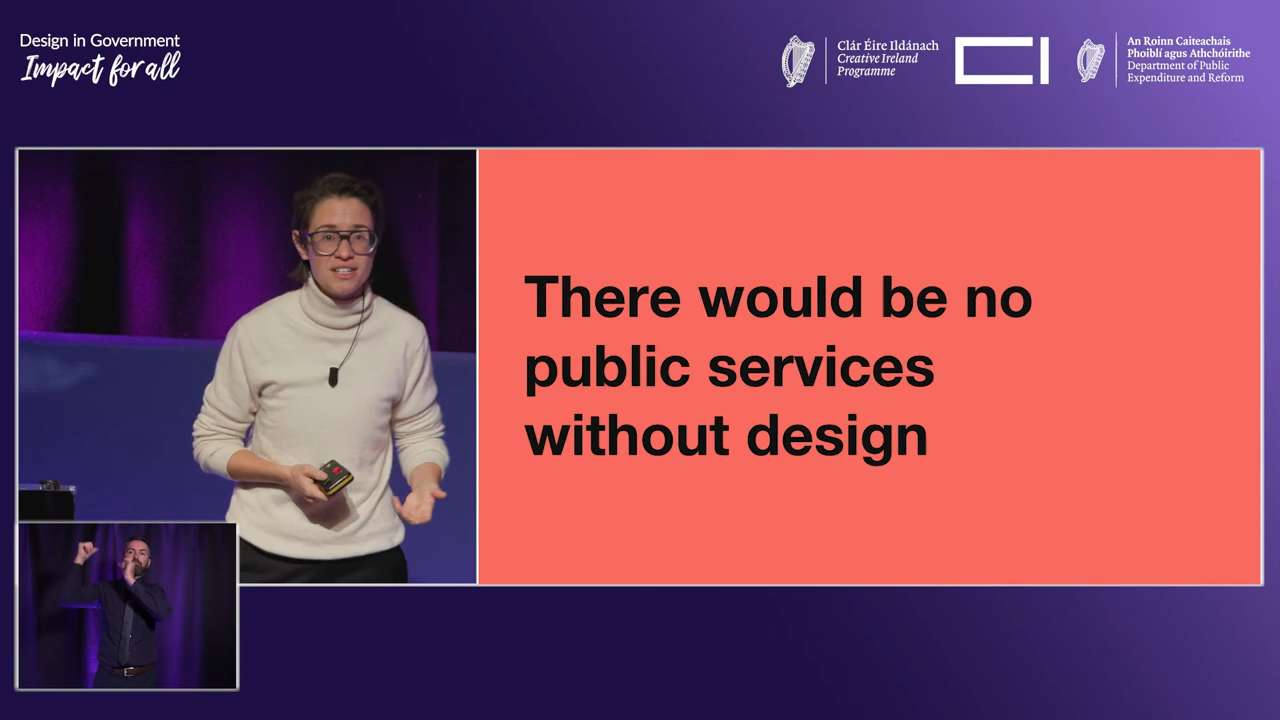 Design in Government
Impact for all
Clár Éire Ildánach
Creative Ireland
Programme
An Roinn Caiteachais
Phoiblí agus Athchóirithe
Department of Public
Expenditure and Reform
There would be no
public services
without design